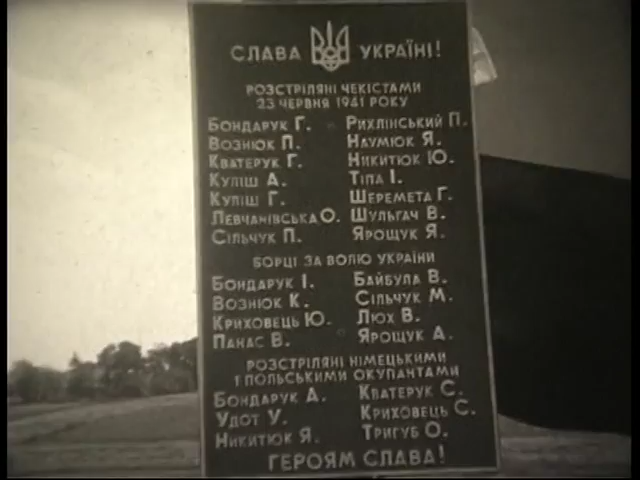 СЛАВА УКРАЇНІ!
РОЗСТРІЛЯНІ ЧЕКІСТАМИ
23 ЧЕРВНЯ 1941 РОКУ
БОНДАРУК Г. РИХЛІНСЬКИЙ П.
ВОЗНЮК П. НАУМЮК Я.
КВАТЕРУК Г. НИКИТЮК Ю.
КУЛІШ А. ТІПА І.
КУЛІШ Г. ШЕРЕМЕТА Г.
ЛЕВЧАНІВСЬКА О. ШУЛЬГАЧ В.
СІЛЬЧУК П. ЯРОЩУК Я.
БОРЦІ ЗА ВОЛЮ УКРАЇНИ
БОНДАРУК І. БАЙБУЛА В.
ВОЗНЮК К. СІЛЬЧУК М.
КРИХОВЕЦЬ Ю. ЛЮХ В.
ПАНАС В. ЯРОЩУК А.
РОЗСТРІЛЯНІ НІМЕЦЬКИМИ
І ПОЛЬСЬКИМИ ОКУПАНТАМИ
БОНДАРУК А. КВАТЕРУК С.
УДОТ У. КРИХОВЕЦЬ С.
НИКИТЮК Я. ТРИГУБ О.
ГЕРОЯМ СЛАВА!